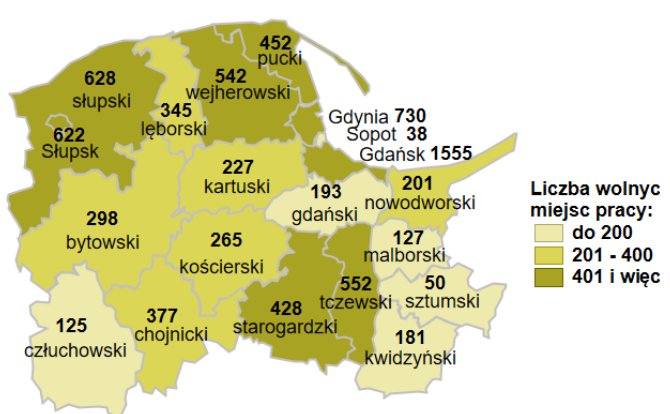 452
pucki
628
słupski
542
wejherowski
345
lęborski
622
Słupsk
Gdynia 730
Sopot 38
Gdańsk 1555
227
kartuski
193
gdański
201
nowodworski
298
bytowski
265
kościerski
127
malborski
50
sztumski
552
tczewski
428
starogardzki
377
chojnicki
125
człuchowski
181
kwidzyński
Liczba wolnyc
miejsc pracy:
do 200
201 - 400
401 i więc